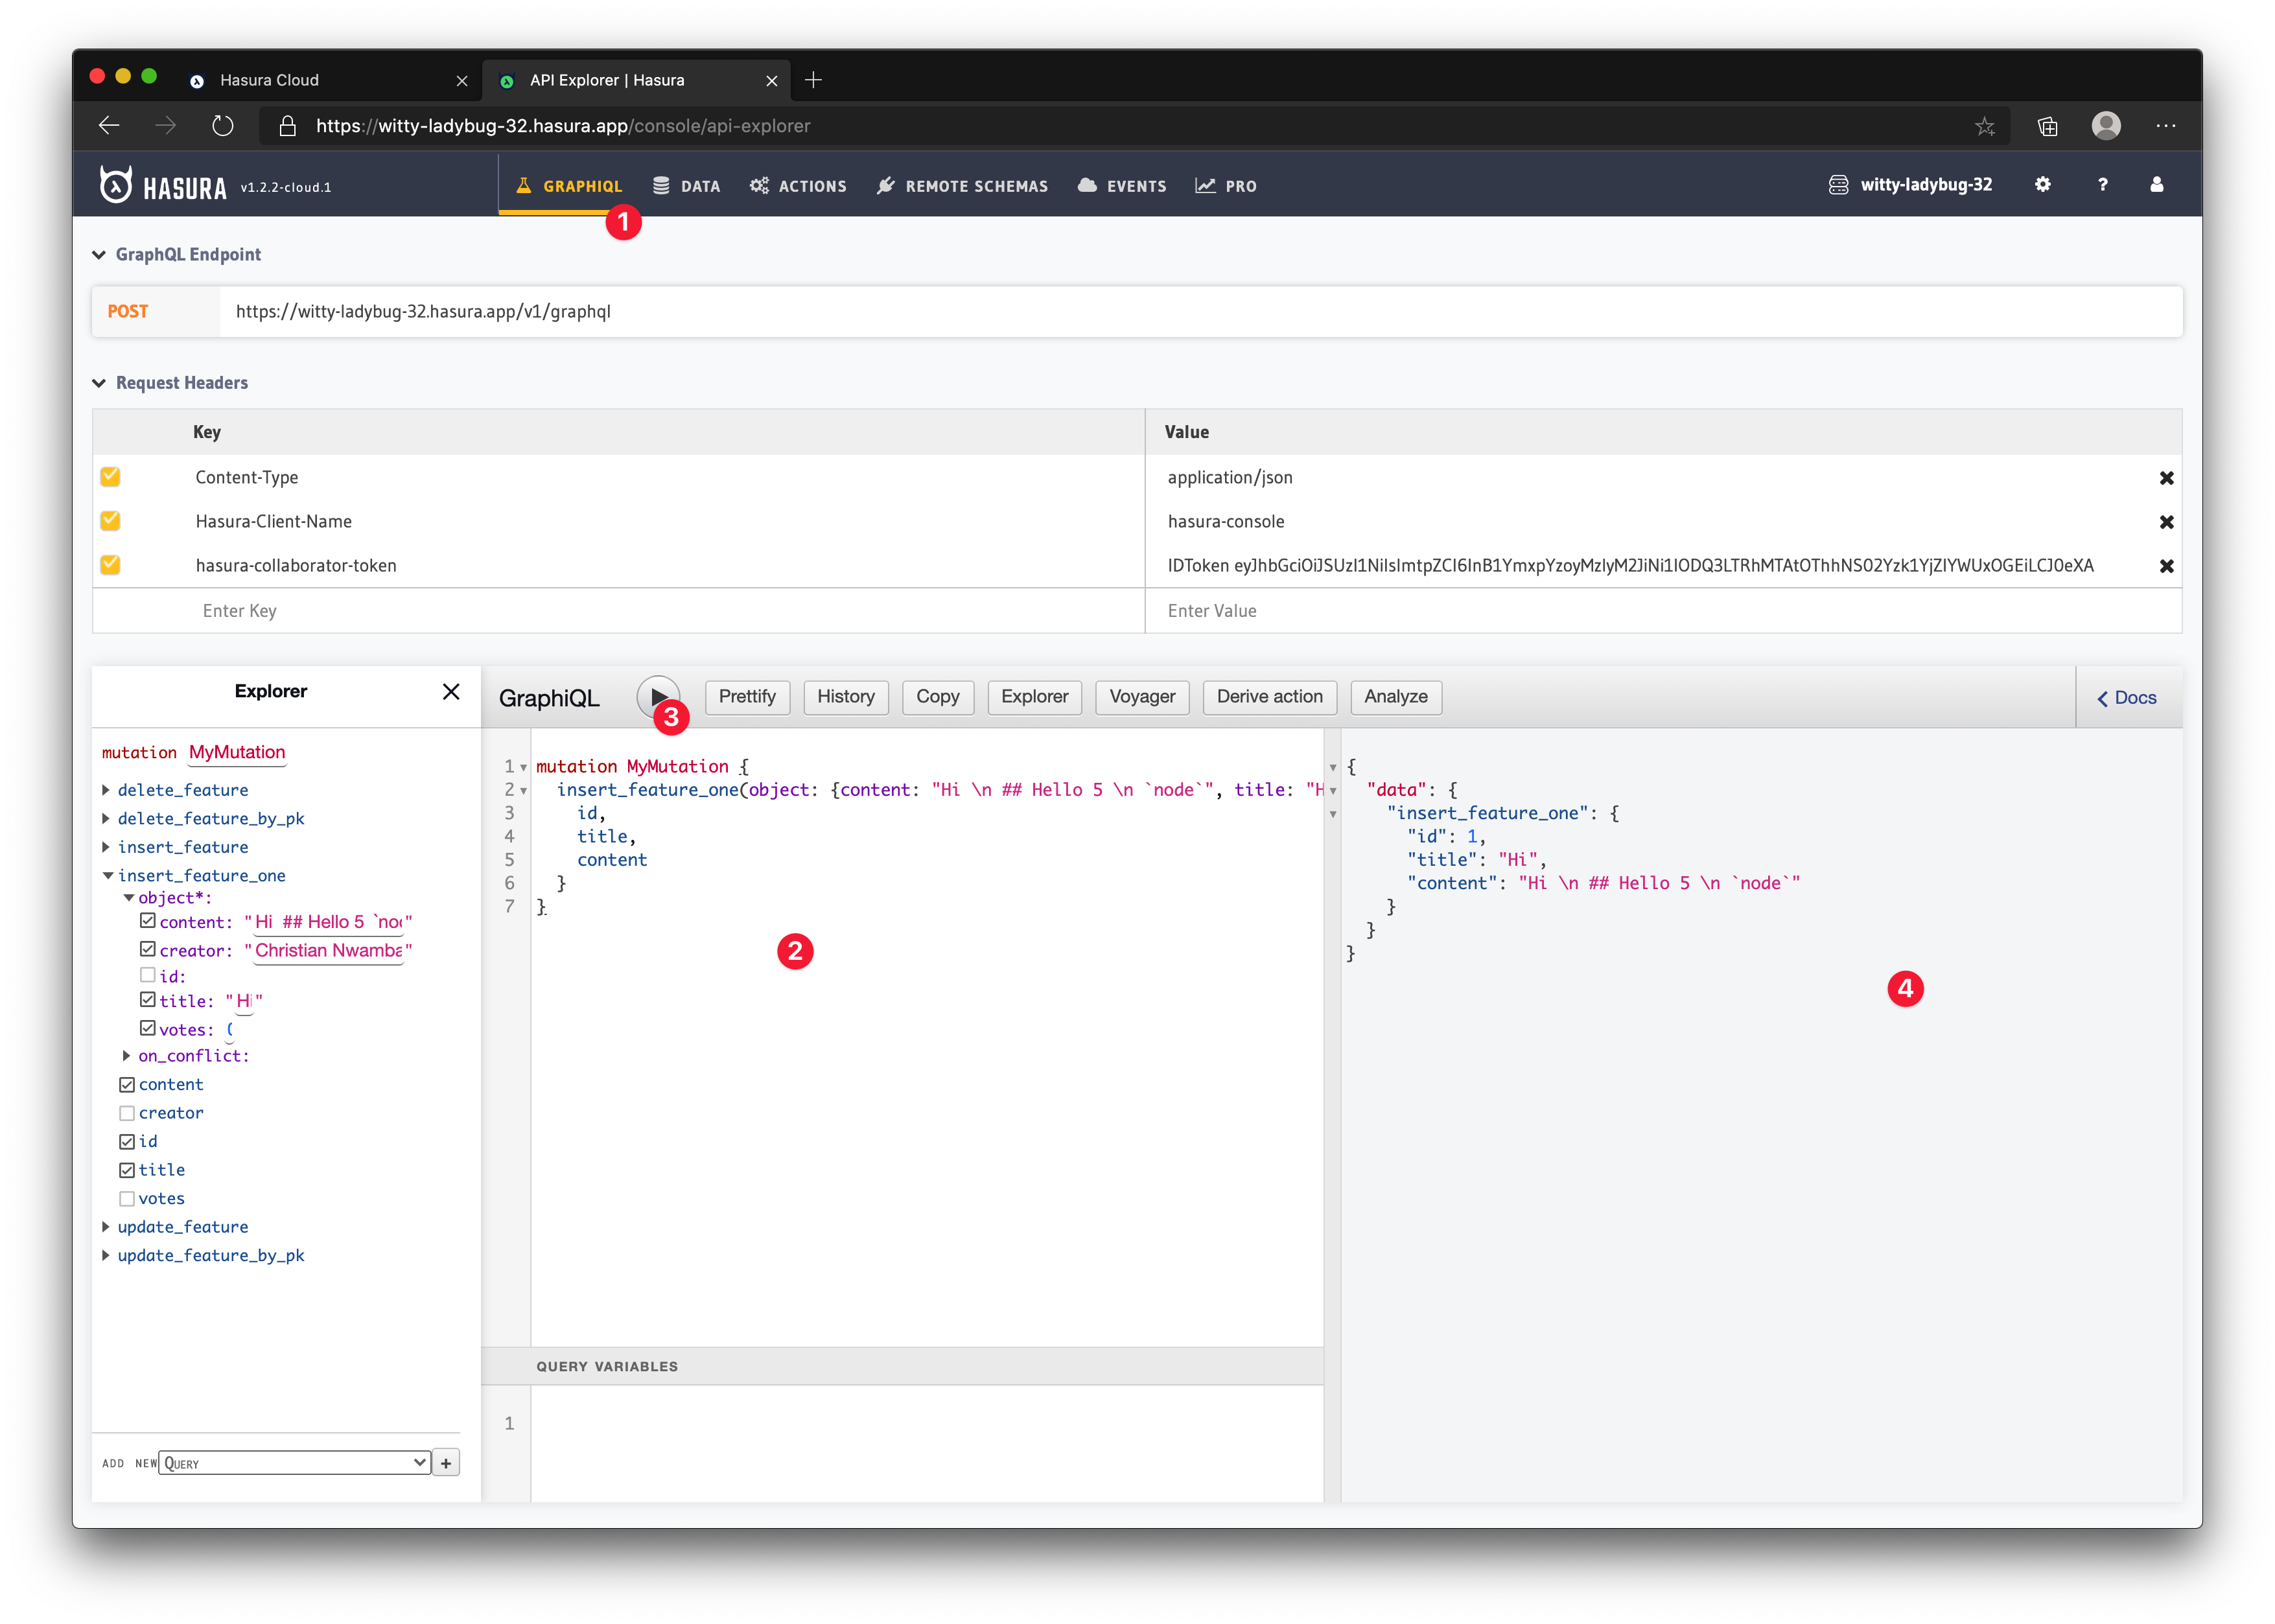 Hasura Cloud
API Explorer | Hasura
https://witty-ladybug-32.hasura.app/console/api-explorer
HASURA v1.2.2-cloud.1
GRAPHIQL DATA ACTIONS REMOTE SCHEMAS EVENTS PRO
witty-ladybug-32 ?
1
GraphQL Endpoint
POST https://witty-ladybug-32.hasura.app/v1/graphql
Request Headers
Key Value
Content-Type application/json
Hasura-Client-Name hasura-console
hasura-collaborator-token IDToken
Enter Key Enter Value
Explorer
GraphiQL Prettify History Copy Explorer Voyager Derive action Analyze Docs
3
mutation MyMutation
delete_feature
delete_feature_by_pk
insert_feature
insert_feature_one
object*:
content: "Hi ## Hello 5 `no"
creator: "Christian Nwamba"
id:
title: "Hi"
votes:
on_conflict:
content
creator
id
title
votes
update_feature
update_feature_by_pk
ADD NEW QUERY +
1 mutation MyMutation {
2 insert_feature_one(object: {content: "Hi \n ## Hello 5 \n `node`", title: "H
3 id,
4 title,
5 content
6 }
7 }
2
QUERY VARIABLES
1
{
"data": {
"insert_feature_one": {
"id": 1,
"title": "Hi",
"content": "Hi \n ## Hello 5 \n `node`"
}
}
}
4